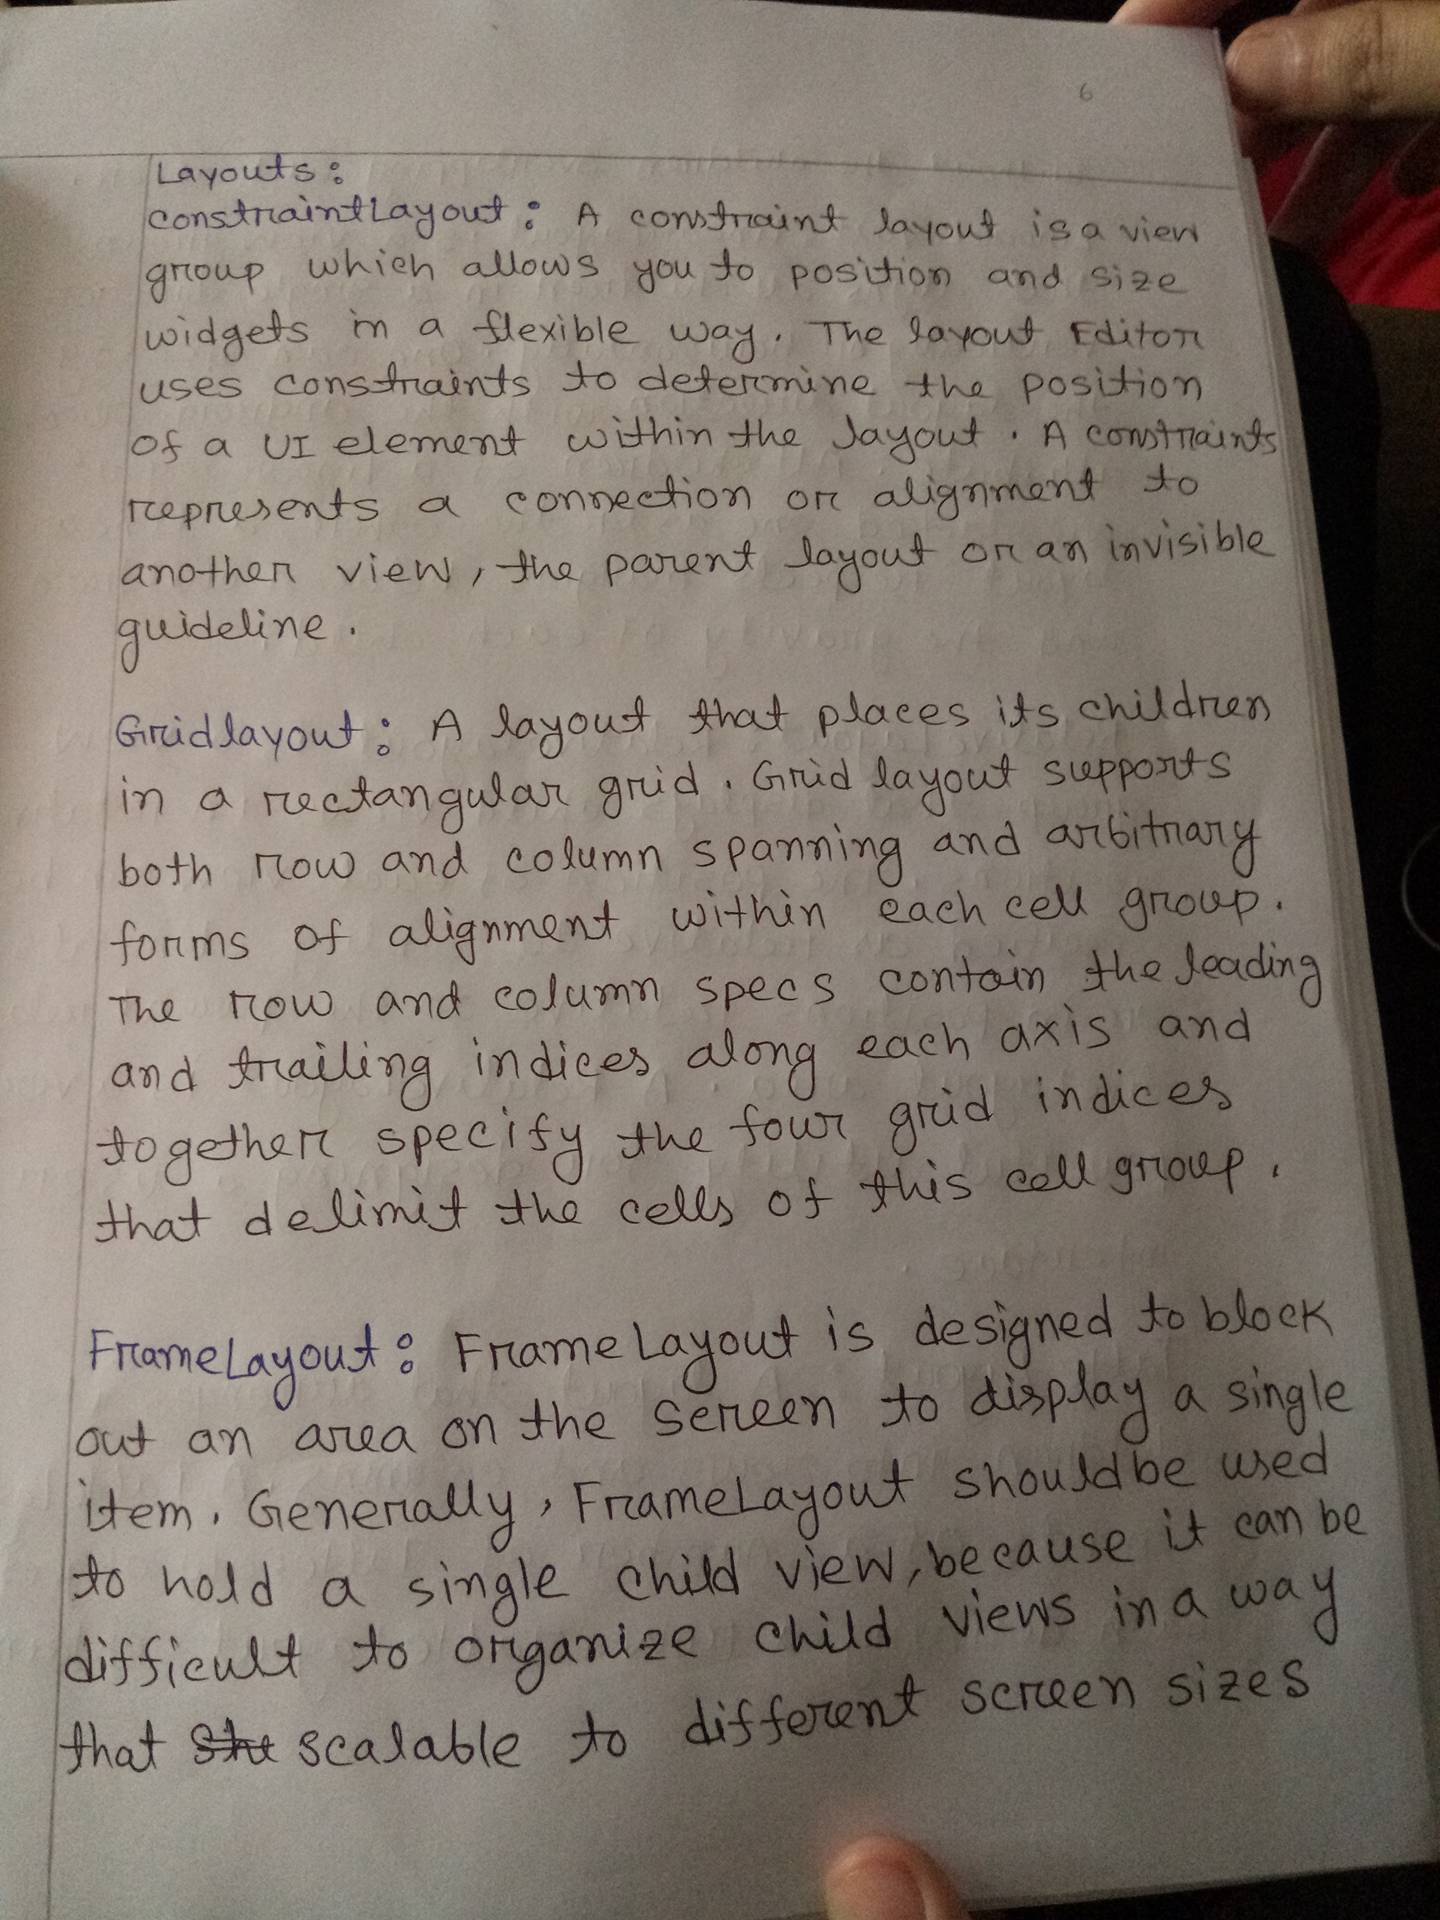 6
Layouts:
ConstraintLayout: A constraint layout is a view
group which allows you to position and size
widgets in a flexible way. The layout Editor
uses constraints to determine the position
of a UI element within the layout. A constraints
represents a connection or alignment to
another view, the parent layout or an invisible
guideline.
Gridlayout: A layout that places its children
in a rectangular grid. Grid layout supports
both row and column spanning and arbitrary
forms of alignment within each cell group.
The row and column specs contain the leading
and trailing indices along each axis and
together specify the four grid indices
that delimit the cells of this cell group.
FrameLayout: FrameLayout is designed to block
out an area on the screen to display a single
item. Generally, FrameLayout should be used
to hold a single child view, because it can be
difficult to organize child views in a way
that scalable to different screen sizes